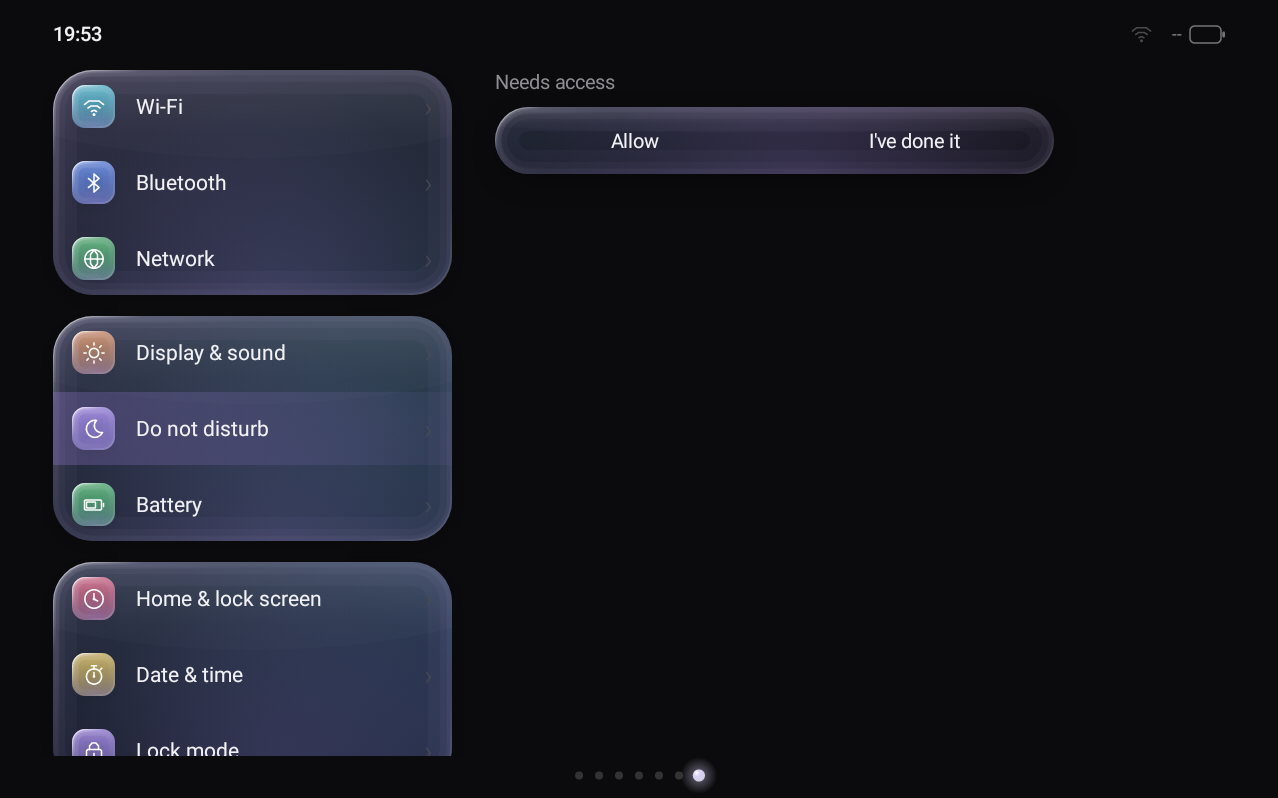 19:53
--
Wi-Fi
Bluetooth
Network
Display & sound
Do not disturb
Battery
Home & lock screen
Date & time
Lock mode
Needs access
Allow
I've done it